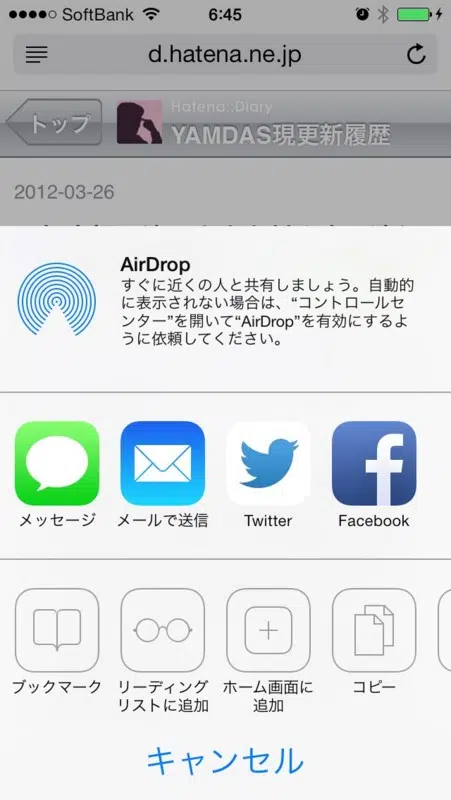 SoftBank 6:45
d.hatena.ne.jp
トップ
Hatena::Diary
YAMDAS現更新履歴
2012-03-26
AirDrop
すぐに近くの人と共有しましょう。自動的
に表示されない場合は、“コントロールセ
ンター”を開いて“AirDrop”を有効にするよ
うに依頼してください。
メッセージ
メールで送信
Twitter
Facebook
ブックマーク
リーディング
リストに追加
ホーム画面に
追加
コピー
キャンセル